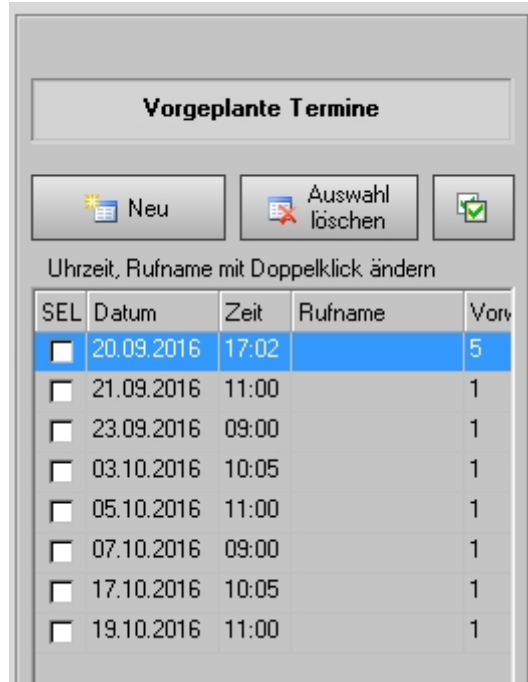 Vorgeplante Termine
Neu
Auswahl
löschen
Uhrzeit, Rufname mit Doppelklick ändern
SEL Datum Zeit Rufname Vorw
20.09.2016 17:02 5
21.09.2016 11:00 1
23.09.2016 09:00 1
03.10.2016 10:05 1
05.10.2016 11:00 1
07.10.2016 09:00 1
17.10.2016 10:05 1
19.10.2016 11:00 1